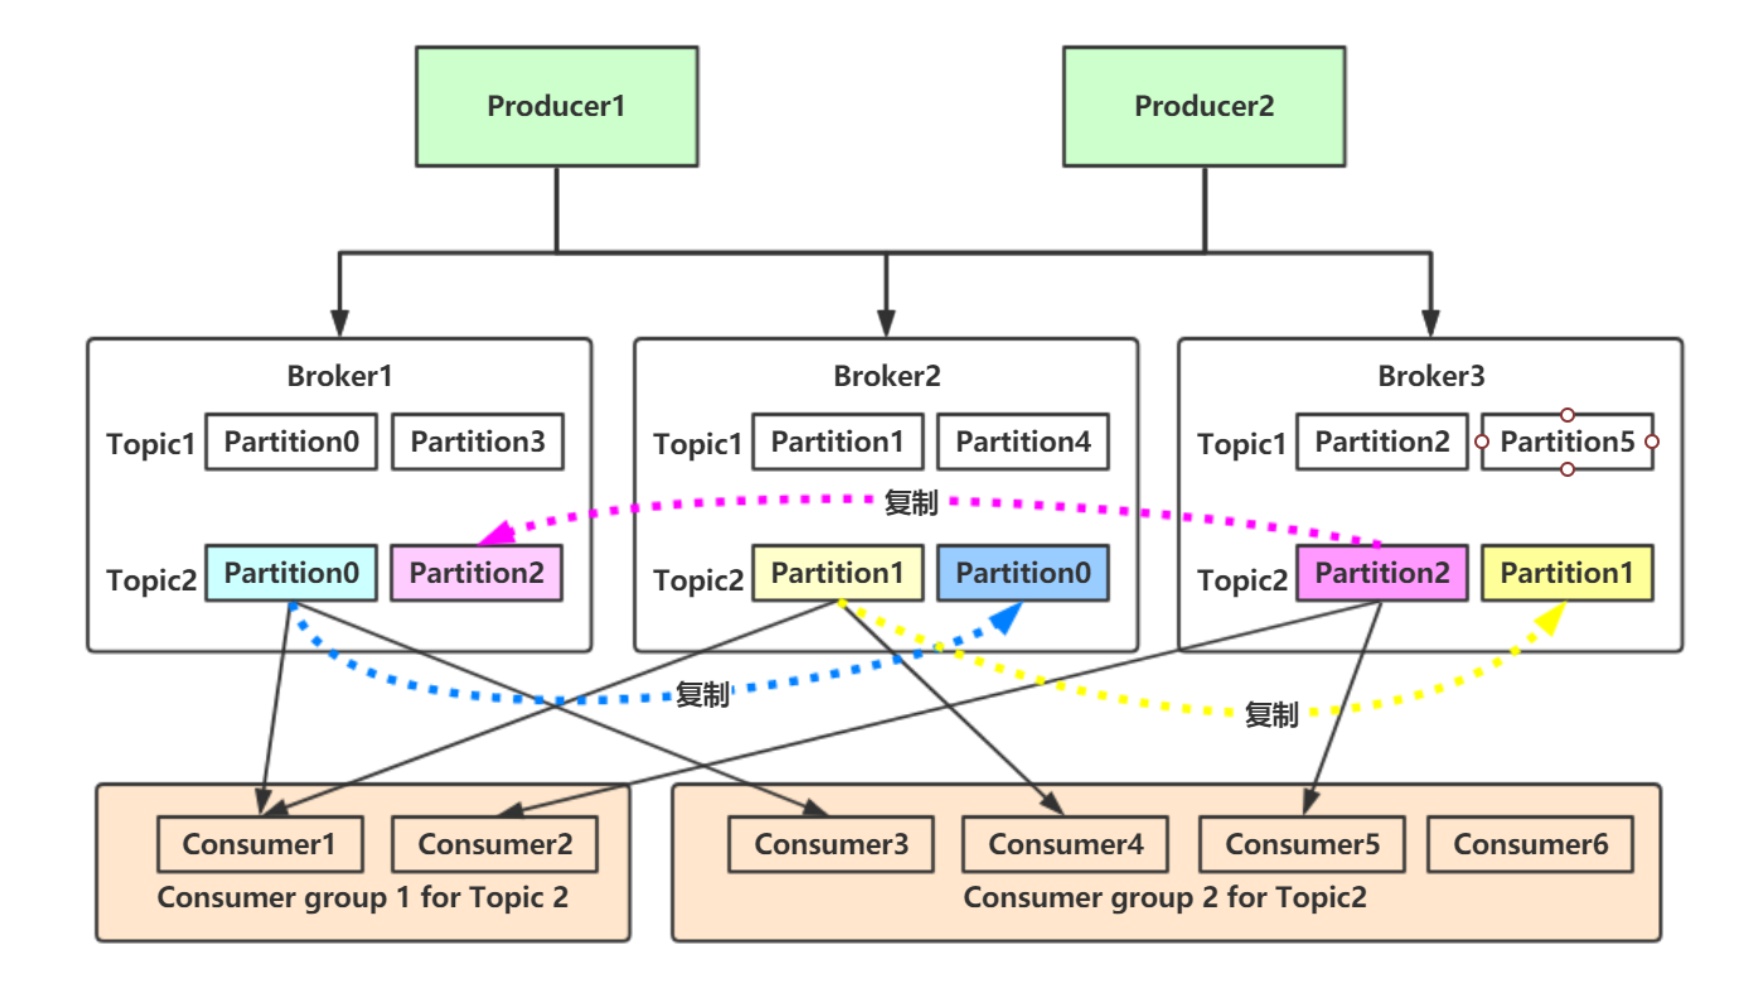 Producer1
Producer2
Broker1
Broker2
Broker3
Topic1 Partition0 Partition3
Topic1 Partition1 Partition4
Topic1 Partition2 Partition5
复制
Topic2 Partition0 Partition2
Topic2 Partition1 Partition0
Topic2 Partition2 Partition1
复制
复制
Consumer1 Consumer2
Consumer group 1 for Topic 2
Consumer3 Consumer4 Consumer5 Consumer6
Consumer group 2 for Topic2